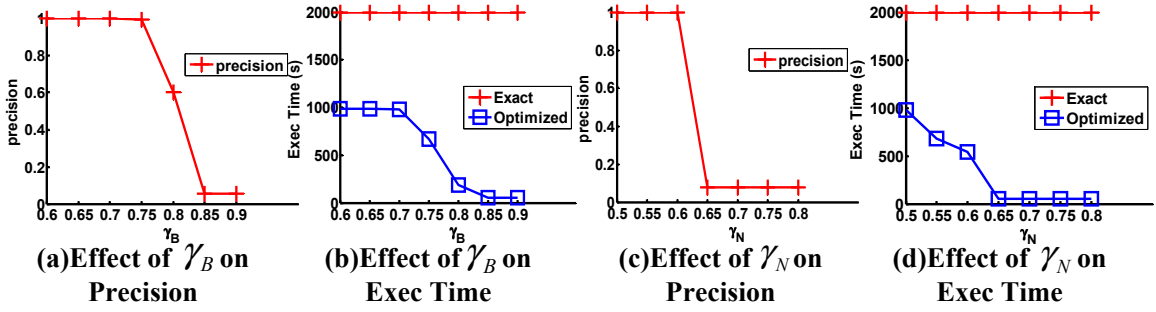 1
0.8
0.6
0.4
0.2
0
0.6 0.65 0.7 0.75 0.8 0.85 0.9
precision
γB
precision
(a)Effect of γB on
Precision
2000
1500
1000
500
0
0.6 0.65 0.7 0.75 0.8 0.85 0.9
Exec Time (s)
γB
Exact
Optimized
(b)Effect of γB on
Exec Time
1
0.8
0.6
0.4
0.2
0
0.5 0.55 0.6 0.65 0.7 0.75 0.8
precision
γN
precision
(c)Effect of γN on
Precision
2000
1500
1000
500
0
0.5 0.55 0.6 0.65 0.7 0.75 0.8
Exec Time (s)
γN
Exact
Optimized
(d)Effect of γN on
Exec Time